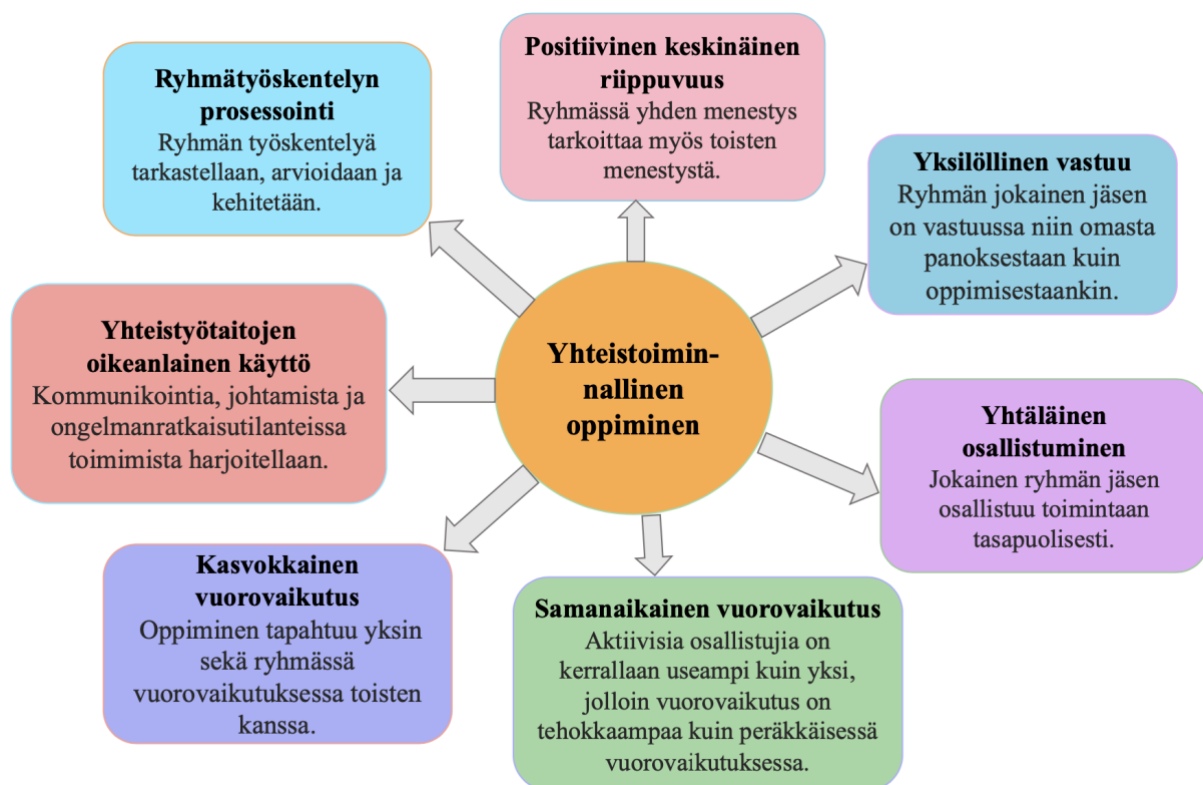 Ryhmätyöskentelyn
prosessointi
Ryhmän työskentelyä
tarkastellaan, arvioidaan ja
kehitetään.
Positiivinen keskinäinen
riippuvuus
Ryhmässä yhden menestys
tarkoittaa myös toisten
menestystä.
Yksilöllinen vastuu
Ryhmän jokainen jäsen
on vastuussa niin omasta
panoksestaan kuin
oppimisestaankin.
Yhteistyötaitojen
oikeanlainen käyttö
Kommunikointia, johtamista ja
ongelmanratkaisutilanteissa
toimimista harjoitellaan.
Yhteistoimin-
nallinen
oppiminen
Yhtäläinen
osallistuminen
Jokainen ryhmän jäsen
osallistuu toimintaan
tasapuolisesti.
Kasvokkainen
vuorovaikutus
Oppiminen tapahtuu yksin
sekä ryhmässä
vuorovaikutuksessa toisten
kanssa.
Samanaikainen vuorovaikutus
Aktiivisia osallistujia on
kerrallaan useampi kuin yksi,
jolloin vuorovaikutus on
tehokkaampaa kuin peräkkäisessä
vuorovaikutuksessa.